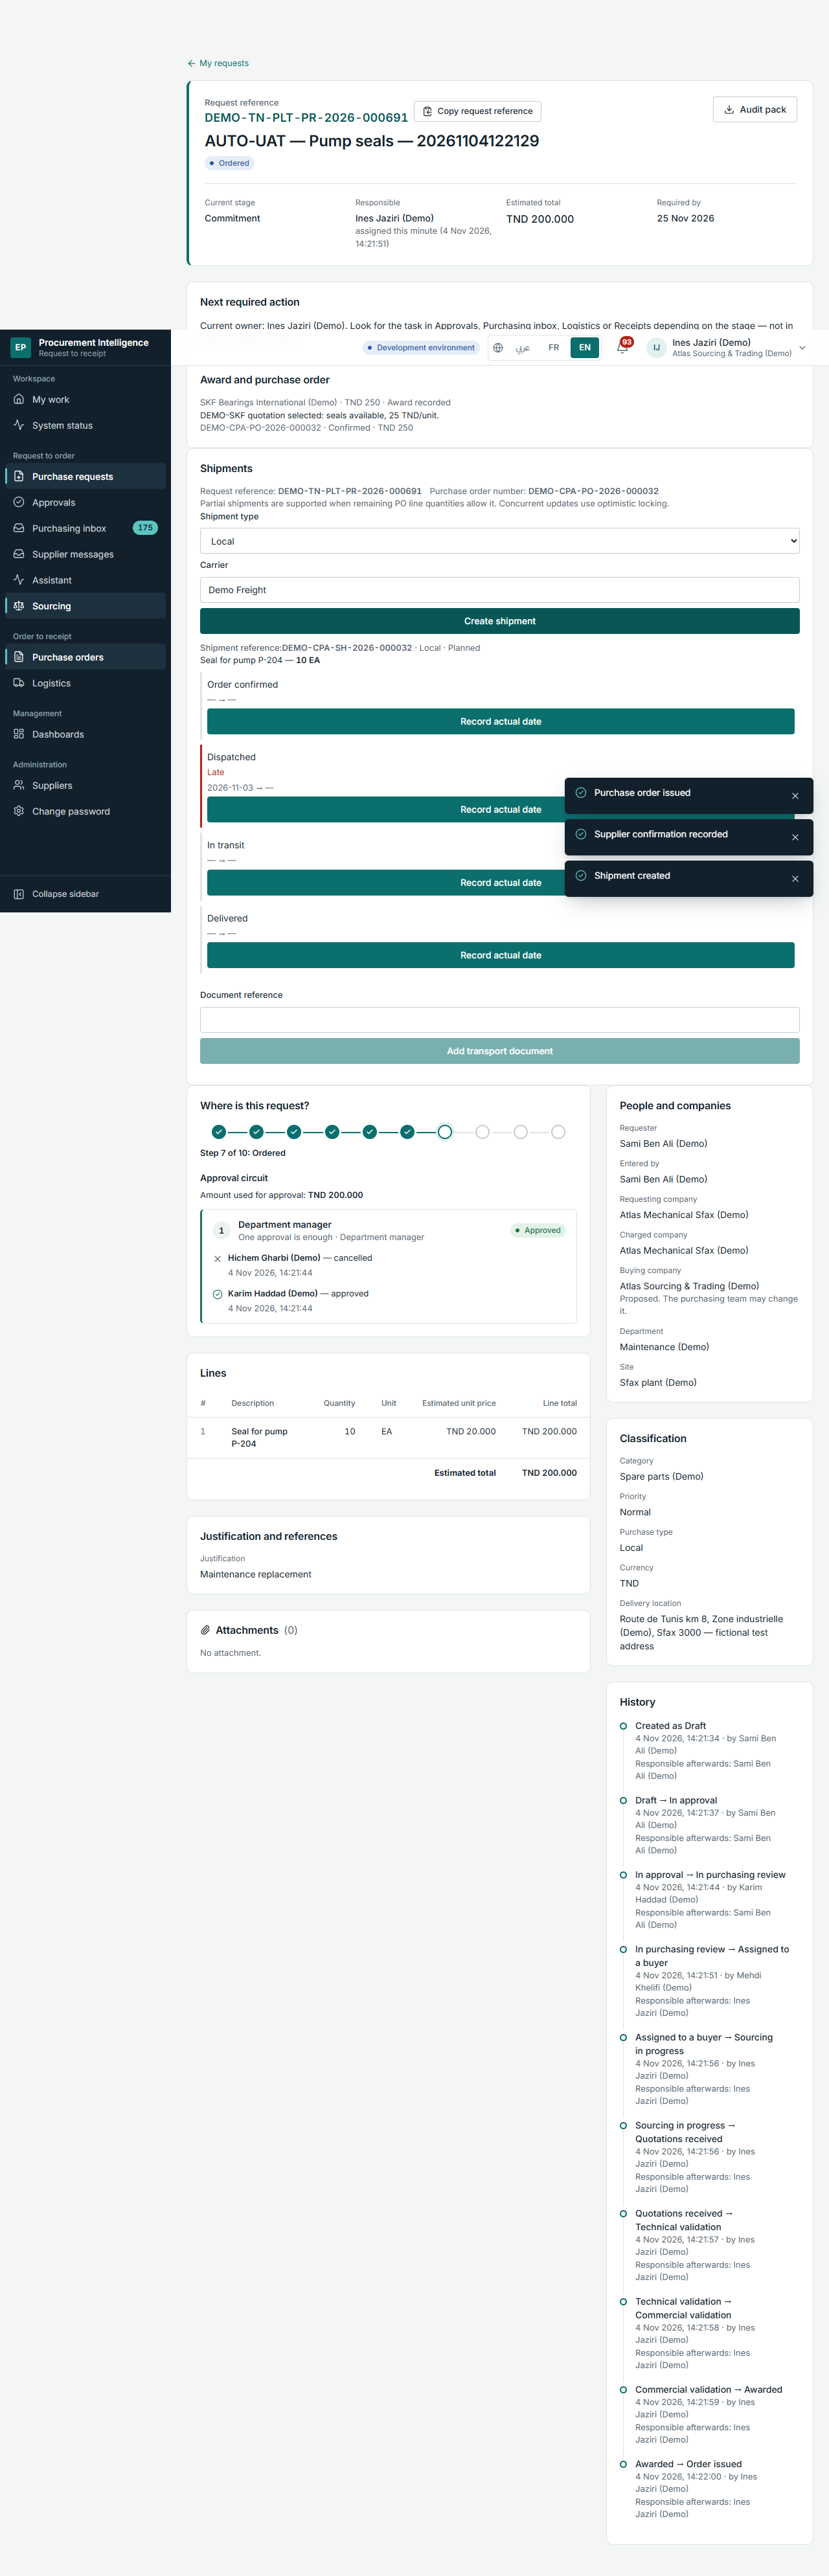 ← My requests
Request reference
DEMO-TN-PLT-PR-2026-000691
Copy request reference
Audit pack
AUTO-UAT — Pump seals — 20261104122129
Ordered
Current stage
Commitment
Responsible
Ines Jaziri (Demo)
assigned this minute (4 Nov 2026,
14:21:51)
Estimated total
TND 200.000
Required by
25 Nov 2026
Next required action
Current owner: Ines Jaziri (Demo). Look for the task in Approvals, Purchasing inbox, Logistics or Receipts depending on the stage — not in
EP
Procurement Intelligence
Request to receipt
Development environment
عربي
FR
EN
93
IJ
Ines Jaziri (Demo)
Atlas Sourcing & Trading (Demo)
Workspace
My work
System status
Request to order
Purchase requests
Approvals
Purchasing inbox
175
Supplier messages
Assistant
Sourcing
Order to receipt
Purchase orders
Logistics
Management
Dashboards
Administration
Suppliers
Change password
Collapse sidebar
Award and purchase order
SKF Bearings International (Demo) · TND 250 · Award recorded
DEMO-SKF quotation selected: seals available, 25 TND/unit.
DEMO-CPA-PO-2026-000032 · Confirmed · TND 250
Shipments
Request reference: DEMO-TN-PLT-PR-2026-000691 Purchase order number: DEMO-CPA-PO-2026-000032
Partial shipments are supported when remaining PO line quantities allow it. Concurrent updates use optimistic locking.
Shipment type
Local
Carrier
Demo Freight
Create shipment
Shipment reference:DEMO-CPA-SH-2026-000032 · Local · Planned
Seal for pump P-204 — 10 EA
Order confirmed
— → —
Record actual date
Dispatched
Late
2026-11-03 → —
Record actual date
In transit
— → —
Record actual date
Delivered
— → —
Record actual date
Purchase order issued
Supplier confirmation recorded
Shipment created
Document reference
Add transport document
Where is this request?
Step 7 of 10: Ordered
Approval circuit
Amount used for approval: TND 200.000
1
Department manager
One approval is enough · Department manager
Approved
Hichem Gharbi (Demo) — cancelled
4 Nov 2026, 14:21:44
Karim Haddad (Demo) — approved
4 Nov 2026, 14:21:44
Lines
# Description Quantity Unit Estimated unit price Line total
1 Seal for pump P-204 10 EA TND 20.000 TND 200.000
Estimated total TND 200.000
Justification and references
Justification
Maintenance replacement
Attachments (0)
No attachment.
People and companies
Requester
Sami Ben Ali (Demo)
Entered by
Sami Ben Ali (Demo)
Requesting company
Atlas Mechanical Sfax (Demo)
Charged company
Atlas Mechanical Sfax (Demo)
Buying company
Atlas Sourcing & Trading (Demo)
Proposed. The purchasing team may change
it.
Department
Maintenance (Demo)
Site
Sfax plant (Demo)
Classification
Category
Spare parts (Demo)
Priority
Normal
Purchase type
Local
Currency
TND
Delivery location
Route de Tunis km 8, Zone industrielle
(Demo), Sfax 3000 — fictional test
address
History
Created as Draft
4 Nov 2026, 14:21:34 · by Sami Ben
Ali (Demo)
Responsible afterwards: Sami Ben
Ali (Demo)
Draft → In approval
4 Nov 2026, 14:21:37 · by Sami Ben
Ali (Demo)
Responsible afterwards: Sami Ben
Ali (Demo)
In approval → In purchasing review
4 Nov 2026, 14:21:44 · by Karim
Haddad (Demo)
Responsible afterwards: Sami Ben
Ali (Demo)
In purchasing review → Assigned to
a buyer
4 Nov 2026, 14:21:51 · by Mehdi
Khelifi (Demo)
Responsible afterwards: Ines
Jaziri (Demo)
Assigned to a buyer → Sourcing
in progress
4 Nov 2026, 14:21:56 · by Ines
Jaziri (Demo)
Responsible afterwards: Ines
Jaziri (Demo)
Sourcing in progress →
Quotations received
4 Nov 2026, 14:21:56 · by Ines
Jaziri (Demo)
Responsible afterwards: Ines
Jaziri (Demo)
Quotations received →
Technical validation
4 Nov 2026, 14:21:57 · by Ines
Jaziri (Demo)
Responsible afterwards: Ines
Jaziri (Demo)
Technical validation →
Commercial validation
4 Nov 2026, 14:21:58 · by Ines
Jaziri (Demo)
Responsible afterwards: Ines
Jaziri (Demo)
Commercial validation → Awarded
4 Nov 2026, 14:21:59 · by Ines
Jaziri (Demo)
Responsible afterwards: Ines
Jaziri (Demo)
Awarded → Order issued
4 Nov 2026, 14:22:00 · by Ines
Jaziri (Demo)
Responsible afterwards: Ines
Jaziri (Demo)